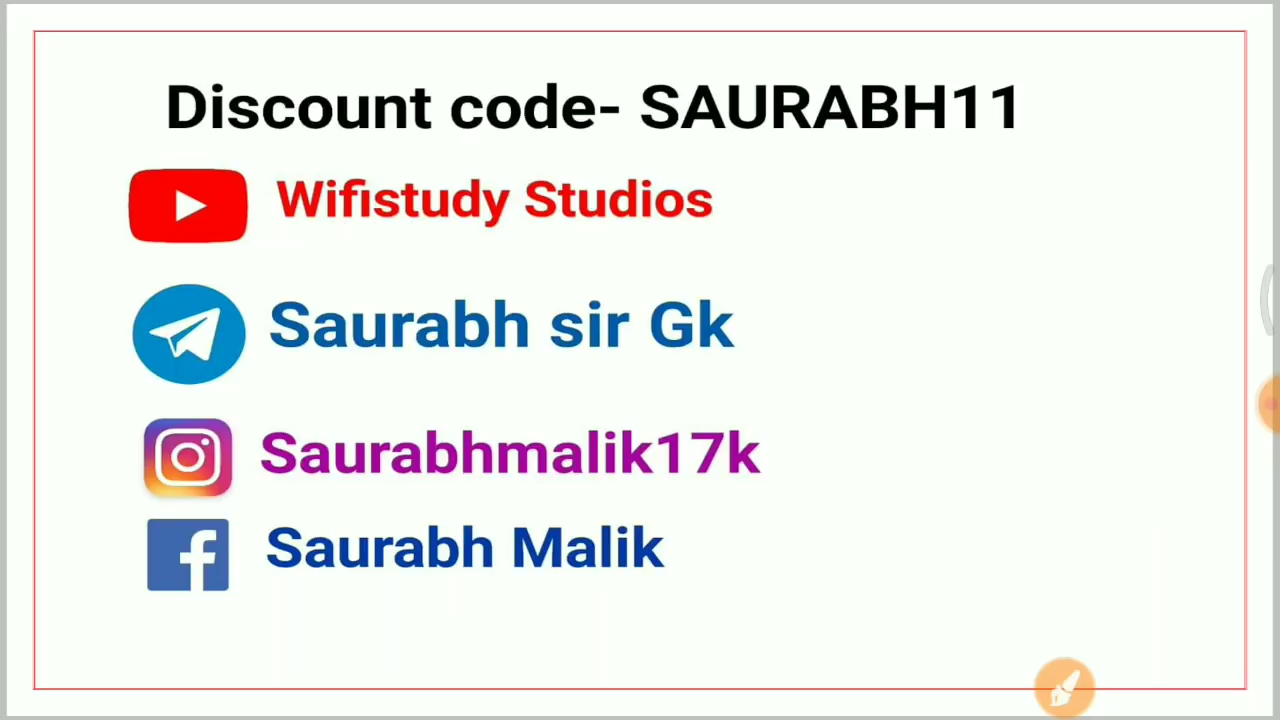 Discount code- SAURABH11
Wifistudy Studios
Saurabh sir Gk
Saurabhmalik17k
Saurabh Malik